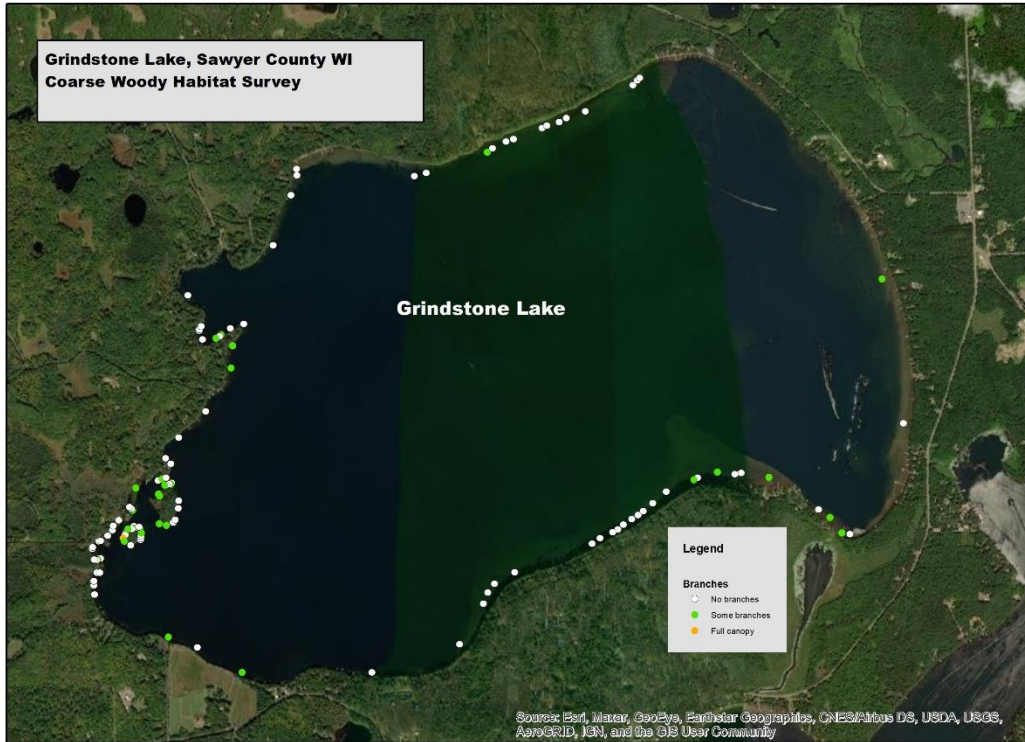 Grindstone Lake, Sawyer County WI
Coarse Woody Habitat Survey
Grindstone Lake
Legend
Branches
No branches
Some branches
Full canopy
Source: Esri, Maxar, GeoEye, Earthstar Geographics, CNES/Airbus DS, USDA, USGS,
AeroGRID, IGN, and the GIS User Community